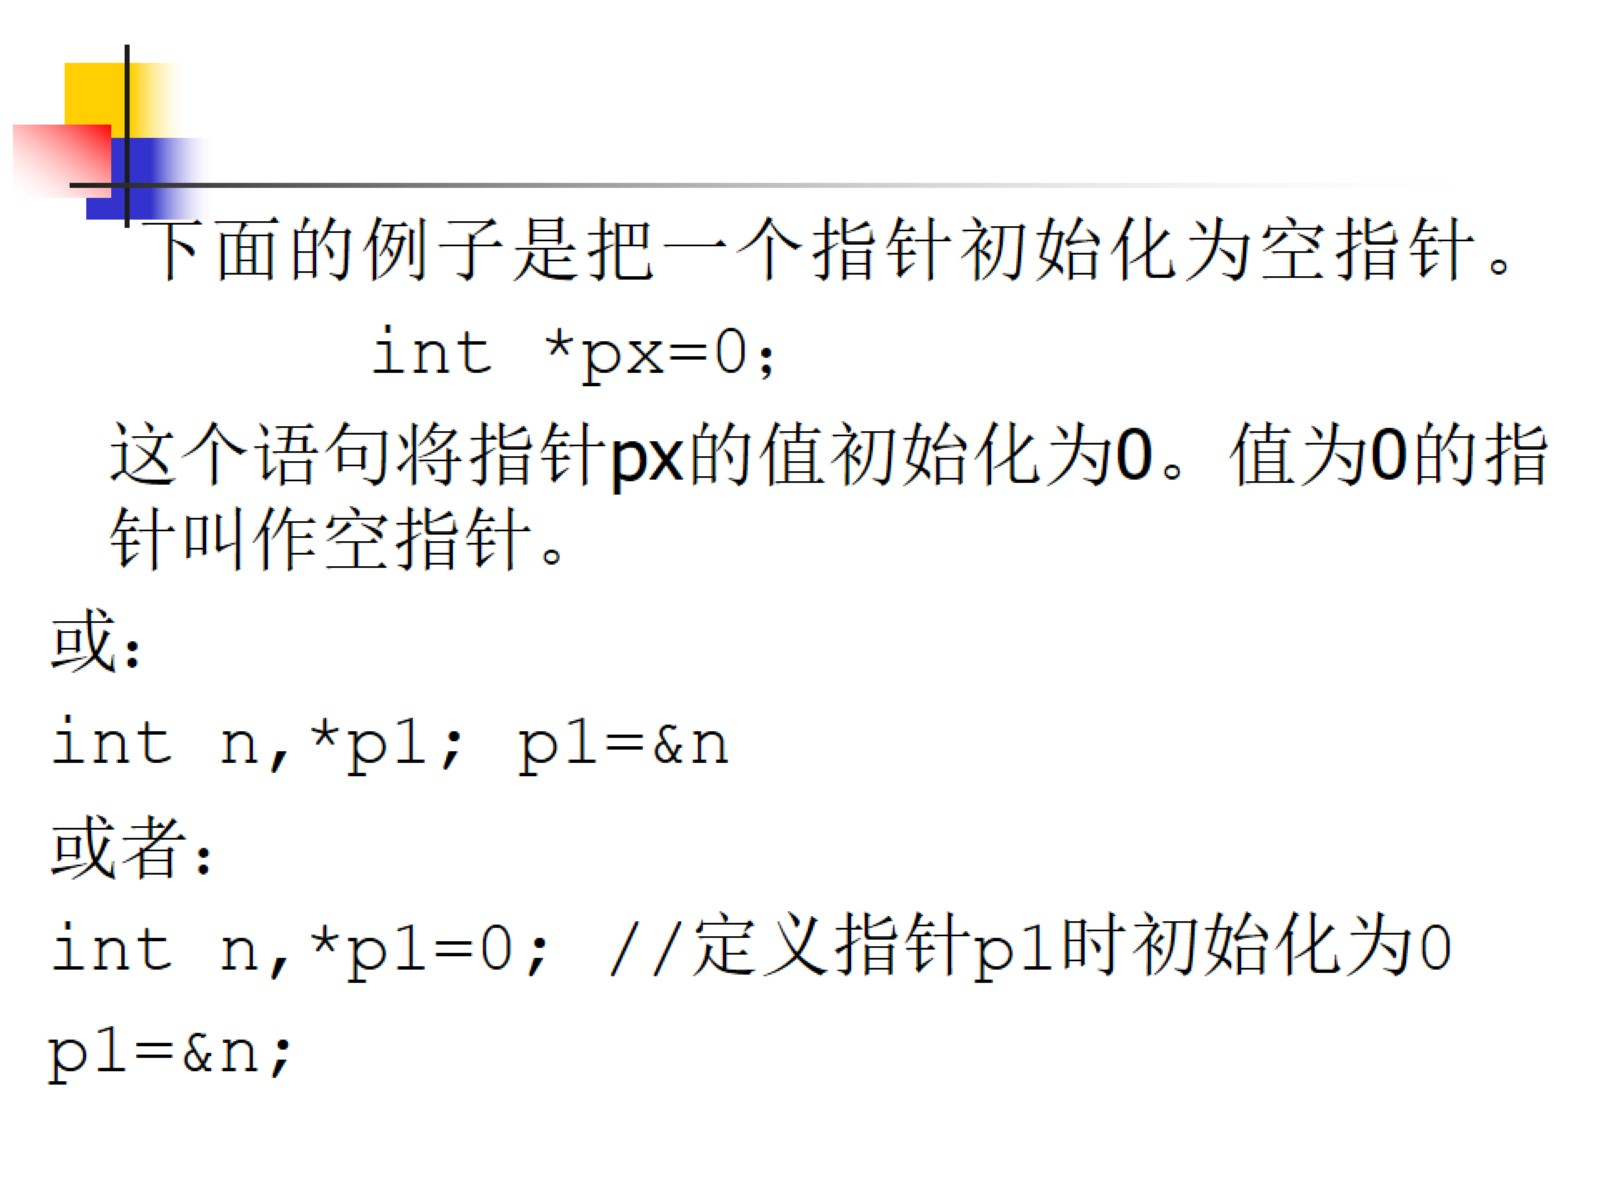 下面的例子是把一个指针初始化为空指针。
int *px=0;
这个语句将指针px的值初始化为0。值为0的指
针叫作空指针。
或：
int n,*p1; p1=&n
或者：
int n,*p1=0; //定义指针p1时初始化为0
p1=&n;